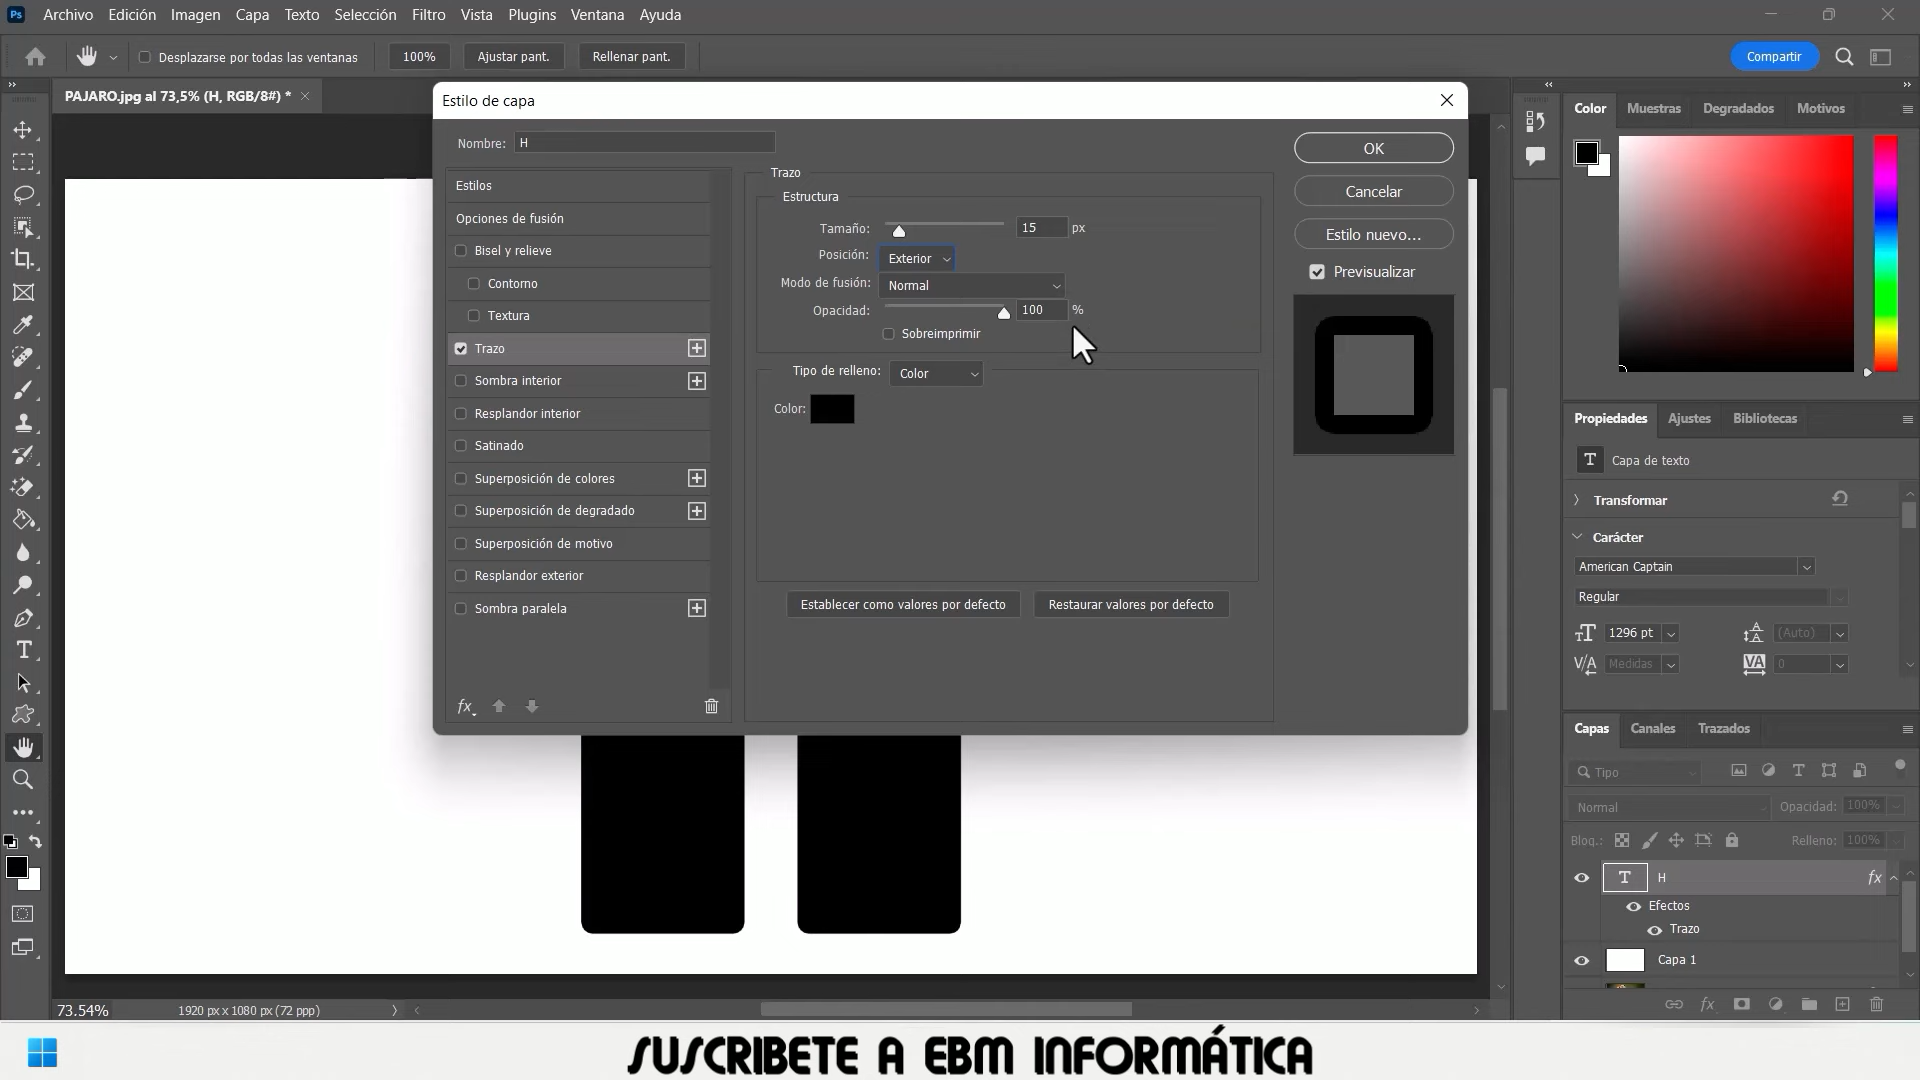 Ps Archivo Edición Imagen Capa Texto Selección Filtro Vista Plugins Ventana Ayuda
Desplazarse por todas las ventanas 100% Ajustar pant. Rellenar pant. Compartir
PAJARO.jpg al 73,5% (H, RGB/8#) *
Estilo de capa
Nombre: H
Estilos
Opciones de fusión
Bisel y relieve
Contorno
Textura
Trazo
Sombra interior
Resplandor interior
Satinado
Superposición de colores
Superposición de degradado
Superposición de motivo
Resplandor exterior
Sombra paralela
fx
Trazo
Estructura
Tamaño: 15 px
Posición: Exterior
Modo de fusión: Normal
Opacidad: 100 %
Sobreimprimir
Tipo de relleno: Color
Color:
Establecer como valores por defecto Restaurar valores por defecto
OK
Cancelar
Estilo nuevo...
Previsualizar
Color Muestras Degradados Motivos
Propiedades Ajustes Bibliotecas
T Capa de texto
Transformar
Carácter
American Captain
Regular
1296 pt (Auto)
Medidas 0
Capas Canales Trazados
Tipo
Normal Opacidad: 100%
Bloq.: Relleno: 100%
T H fx
Efectos
Trazo
Capa 1
fx
73.54% 1920 px x 1080 px (72 ppp)
SUSCRIBETE A EBM INFORMÁTICA